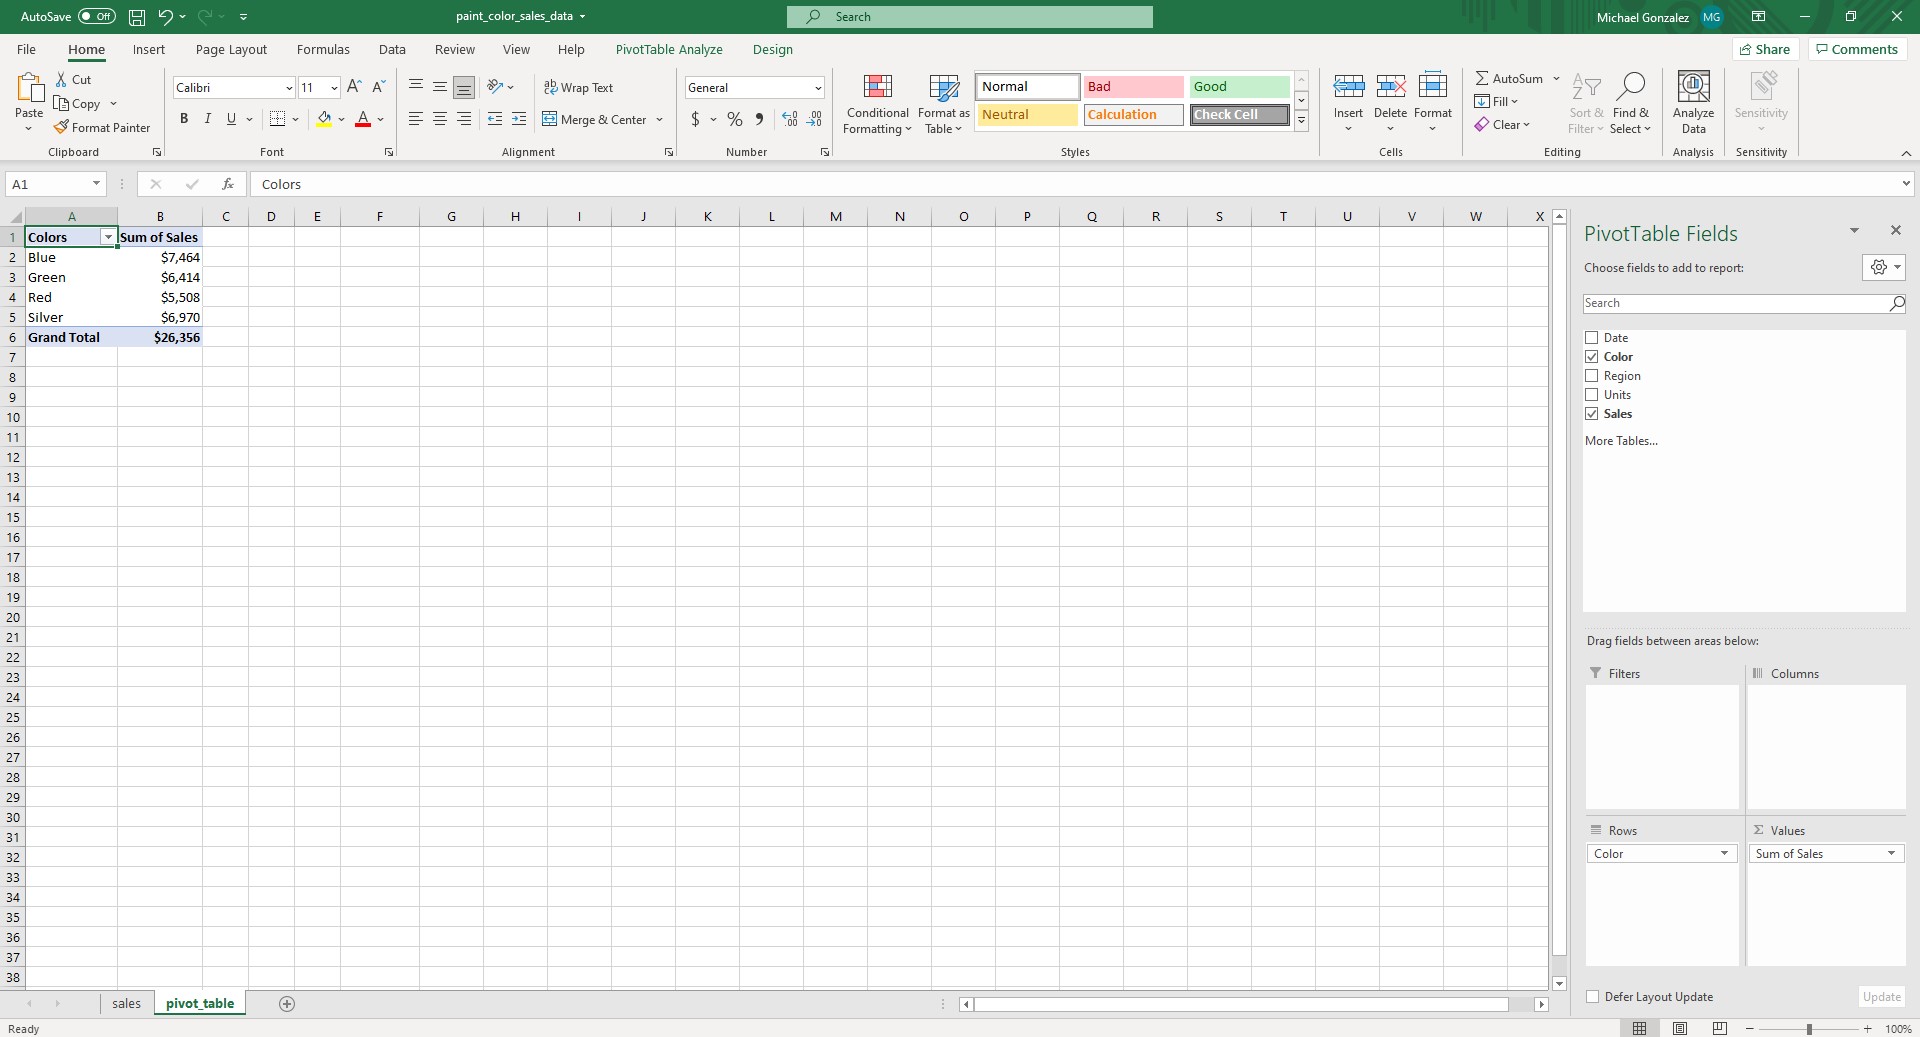 AutoSave Off paint_color_sales_data Search Michael Gonzalez MG
File Home Insert Page Layout Formulas Data Review View Help PivotTable Analyze Design Share Comments
Paste Cut Copy Format Painter
Calibri 11
B I U A
Wrap Text
Merge & Center
General
$ % 9
Conditional Formatting
Format as Table
Normal Bad Good
Neutral Calculation Check Cell
Insert Delete Format
AutoSum
Fill
Clear
Sort & Filter
Find & Select
Analyze Data
Sensitivity
Clipboard Font Alignment Number Styles Cells Editing Analysis Sensitivity
A1 fx Colors
A B C D E F G H I J K L M N O P Q R S T U V W X
1 Colors Sum of Sales
2 Blue $7,464
3 Green $6,414
4 Red $5,508
5 Silver $6,970
6 Grand Total $26,356
7
8
9
10
11
12
13
14
15
16
17
18
19
20
21
22
23
24
25
26
27
28
29
30
31
32
33
34
35
36
37
38
PivotTable Fields
Choose fields to add to report:
Search
Date
Color
Region
Units
Sales
More Tables...
Drag fields between areas below:
Filters Columns
Rows Σ Values
Color Sum of Sales
Defer Layout Update Update
sales pivot_table
Ready 100%